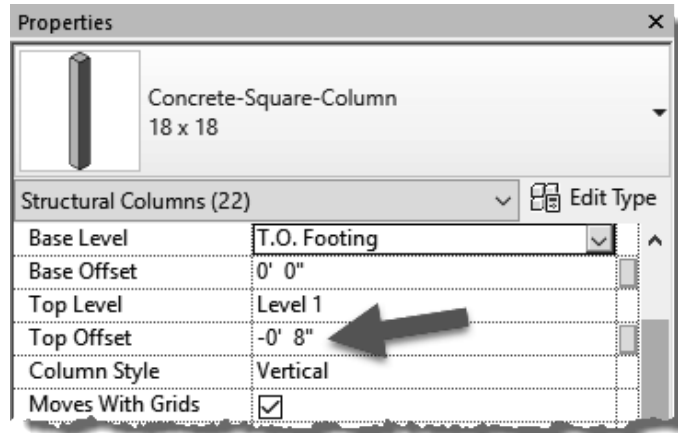 Properties
Concrete-Square-Column
18 x 18
Structural Columns (22) Edit Type
Base Level T.O. Footing
Base Offset 0' 0"
Top Level Level 1
Top Offset -0' 8"
Column Style Vertical
Moves With Grids